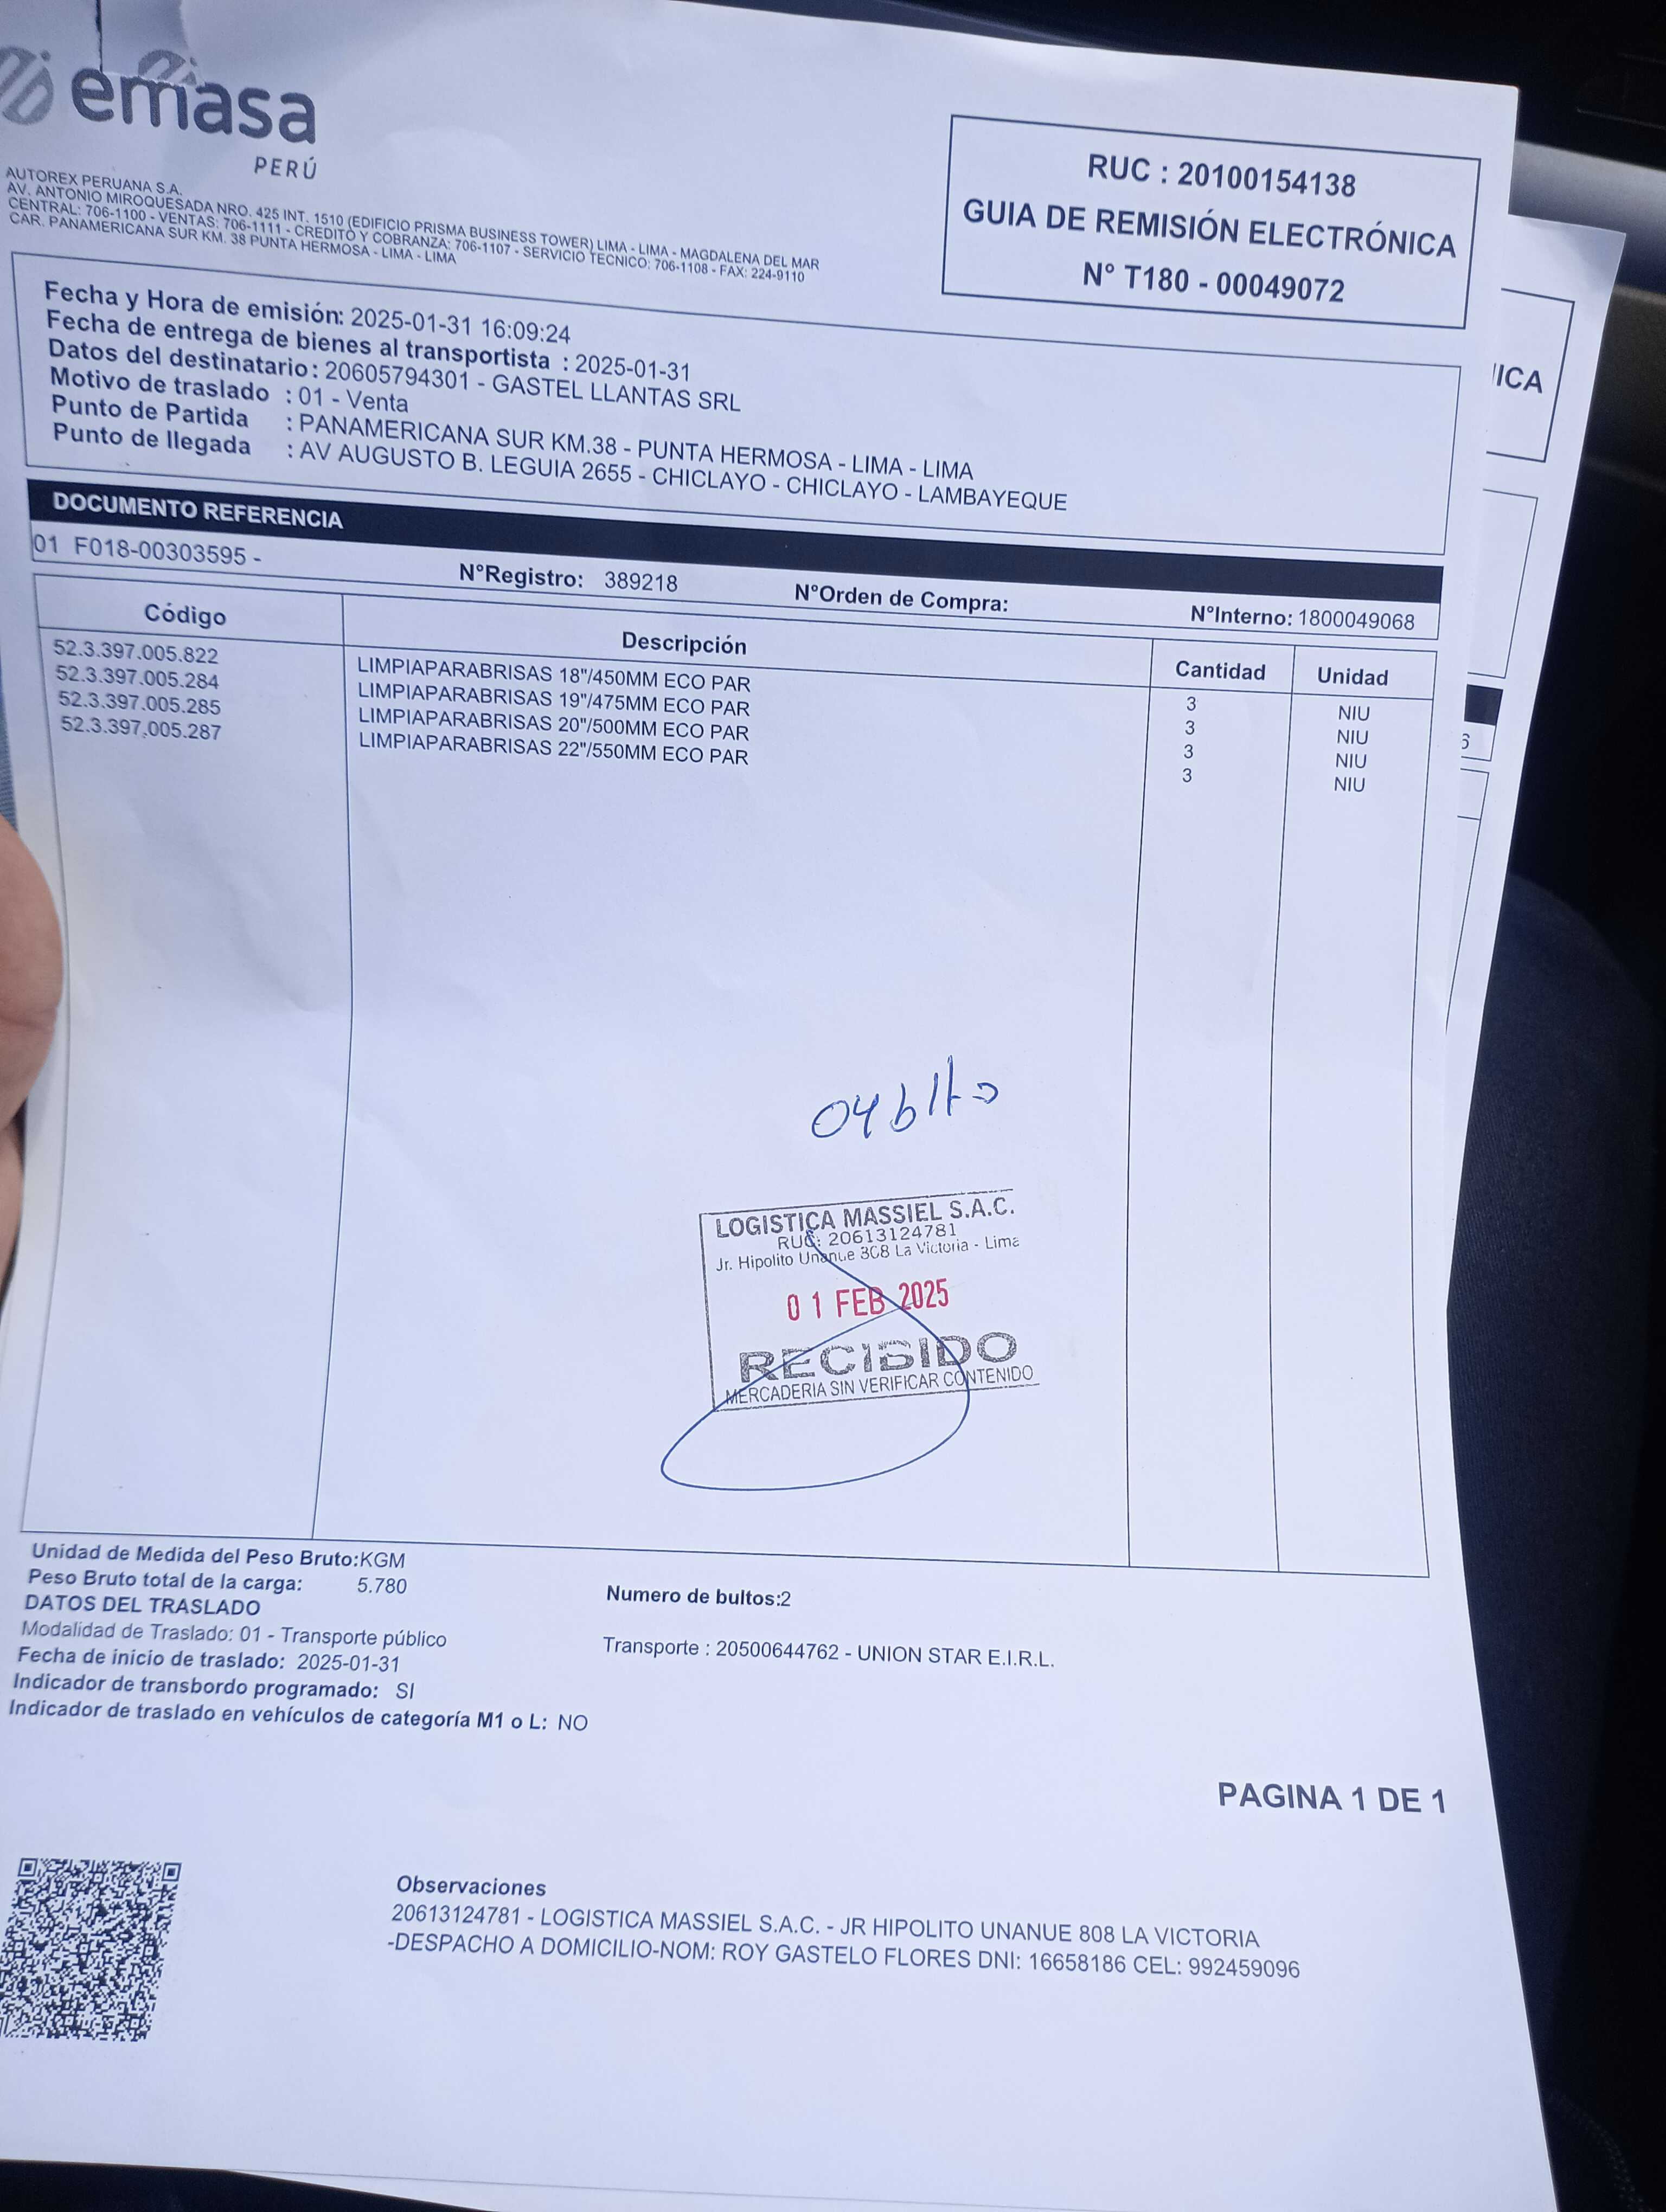 emasa
PERÚ
AUTOREX PERUANA S.A.
AV. ANTONIO MIROQUESADA NRO. 425 INT. 1510 (EDIFICIO PRISMA BUSINESS TOWER) LIMA - LIMA - MAGDALENA DEL MAR
CENTRAL: 706-1100 - VENTAS: 706-1111 - CREDITO Y COBRANZA: 706-1107 - SERVICIO TECNICO: 706-1108 - FAX: 224-9110
CAR. PANAMERICANA SUR KM. 38 PUNTA HERMOSA - LIMA - LIMA
RUC : 20100154138
GUIA DE REMISIÓN ELECTRÓNICA
N° T180 - 00049072
Fecha y Hora de emisión: 2025-01-31 16:09:24
Fecha de entrega de bienes al transportista : 2025-01-31
Datos del destinatario: 20605794301 - GASTEL LLANTAS SRL
Motivo de traslado : 01 - Venta
Punto de Partida : PANAMERICANA SUR KM.38 - PUNTA HERMOSA - LIMA - LIMA
Punto de llegada : AV AUGUSTO B. LEGUIA 2655 - CHICLAYO - CHICLAYO - LAMBAYEQUE
DOCUMENTO REFERENCIA
01 F018-00303595 - N°Registro: 389218 N°Orden de Compra: N°Interno: 1800049068
Código Descripción Cantidad Unidad
52.3.397.005.822 LIMPIAPARABRISAS 18"/450MM ECO PAR 3 NIU
52.3.397.005.284 LIMPIAPARABRISAS 19"/475MM ECO PAR 3 NIU
52.3.397.005.285 LIMPIAPARABRISAS 20"/500MM ECO PAR 3 NIU
52.3.397.005.287 LIMPIAPARABRISAS 22"/550MM ECO PAR 3 NIU
04 blto
LOGISTICA MASSIEL S.A.C.
RUC: 20613124781
Jr. Hipolito Unanue 808 La Victoria - Lima
01 FEB 2025
RECIBIDO
MERCADERIA SIN VERIFICAR CONTENIDO
Unidad de Medida del Peso Bruto:KGM
Peso Bruto total de la carga: 5.780 Numero de bultos:2
DATOS DEL TRASLADO
Modalidad de Traslado: 01 - Transporte público Transporte : 20500644762 - UNION STAR E.I.R.L.
Fecha de inicio de traslado: 2025-01-31
Indicador de transbordo programado: SI
Indicador de traslado en vehículos de categoría M1 o L: NO
PAGINA 1 DE 1
Observaciones
20613124781 - LOGISTICA MASSIEL S.A.C. - JR HIPOLITO UNANUE 808 LA VICTORIA
-DESPACHO A DOMICILIO-NOM: ROY GASTELO FLORES DNI: 16658186 CEL: 992459096